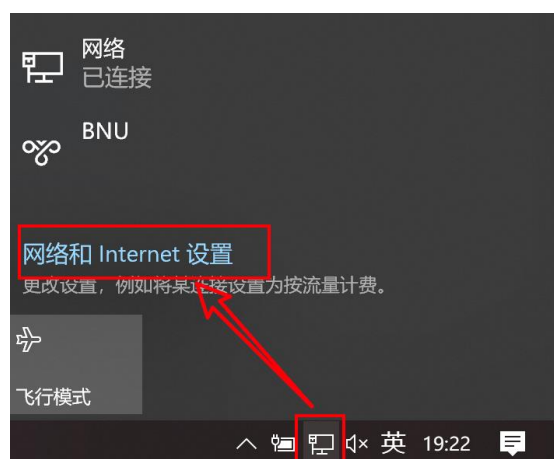 网络
已连接
BNU
网络和 Internet 设置
更改设置，例如将某连接设置为按流量计费。
飞行模式
英 19:22